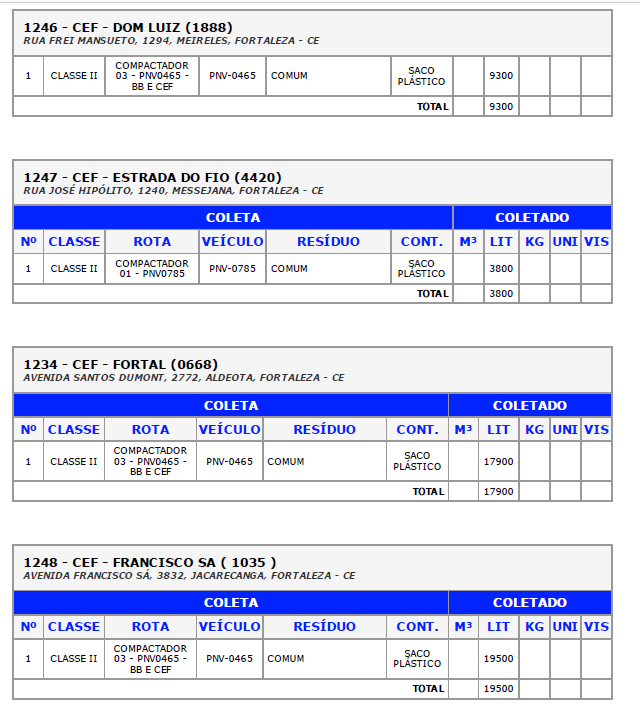 1246 - CEF - DOM LUIZ (1888)
RUA FREI MANSUETO, 1294, MEIRELES, FORTALEZA - CE
1 CLASSE II COMPACTADOR 03 - PNV0465 - BB E CEF PNV-0465 COMUM SACO PLÁSTICO 9300
TOTAL 9300
1247 - CEF - ESTRADA DO FIO (4420)
RUA JOSÉ HIPÓLITO, 1240, MESSEJANA, FORTALEZA - CE
COLETA COLETADO
Nº CLASSE ROTA VEÍCULO RESÍDUO CONT. M³ LIT KG UNI VIS
1 CLASSE II COMPACTADOR 01 - PNV0785 PNV-0785 COMUM SACO PLÁSTICO 3800
TOTAL 3800
1234 - CEF - FORTAL (0668)
AVENIDA SANTOS DUMONT, 2772, ALDEOTA, FORTALEZA - CE
COLETA COLETADO
Nº CLASSE ROTA VEÍCULO RESÍDUO CONT. M³ LIT KG UNI VIS
1 CLASSE II COMPACTADOR 03 - PNV0465 - BB E CEF PNV-0465 COMUM SACO PLÁSTICO 17900
TOTAL 17900
1248 - CEF - FRANCISCO SA ( 1035 )
AVENIDA FRANCISCO SÁ, 3832, JACARECANGA, FORTALEZA - CE
COLETA COLETADO
Nº CLASSE ROTA VEÍCULO RESÍDUO CONT. M³ LIT KG UNI VIS
1 CLASSE II COMPACTADOR 03 - PNV0465 - BB E CEF PNV-0465 COMUM SACO PLÁSTICO 19500
TOTAL 19500